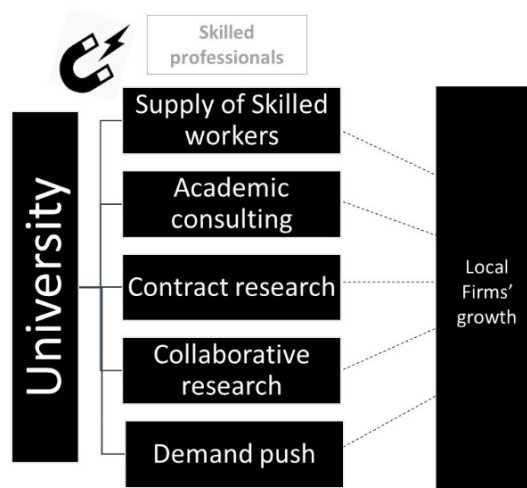 Skilled
professionals
Supply of Skilled
workers
University
Academic
consulting
Contract research
Collaborative
research
Demand push
Local
Firms'
growth